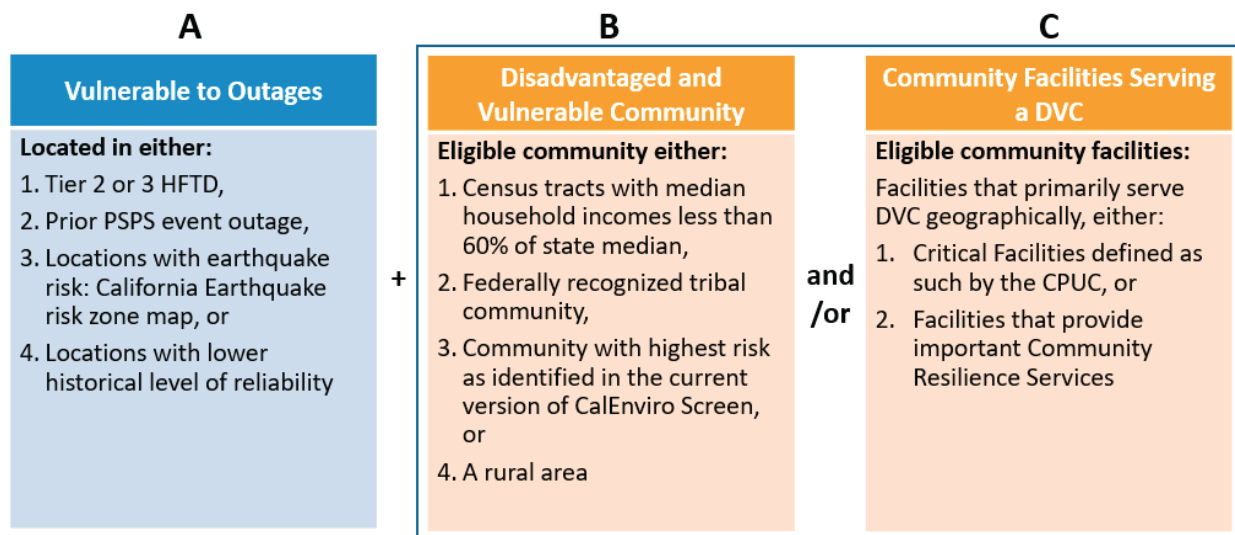 A
Vulnerable to Outages
Located in either:
1. Tier 2 or 3 HFTD,
2. Prior PSPS event outage,
3. Locations with earthquake
risk: California Earthquake
risk zone map, or
4. Locations with lower
historical level of reliability
+
B
Disadvantaged and
Vulnerable Community
Eligible community either:
1. Census tracts with median
household incomes less than
60% of state median,
2. Federally recognized tribal
community,
3. Community with highest risk
as identified in the current
version of CalEnviro Screen,
or
4. A rural area
and
/or
C
Community Facilities Serving
a DVC
Eligible community facilities:
Facilities that primarily serve
DVC geographically, either:
1. Critical Facilities defined as
such by the CPUC, or
2. Facilities that provide
important Community
Resilience Services